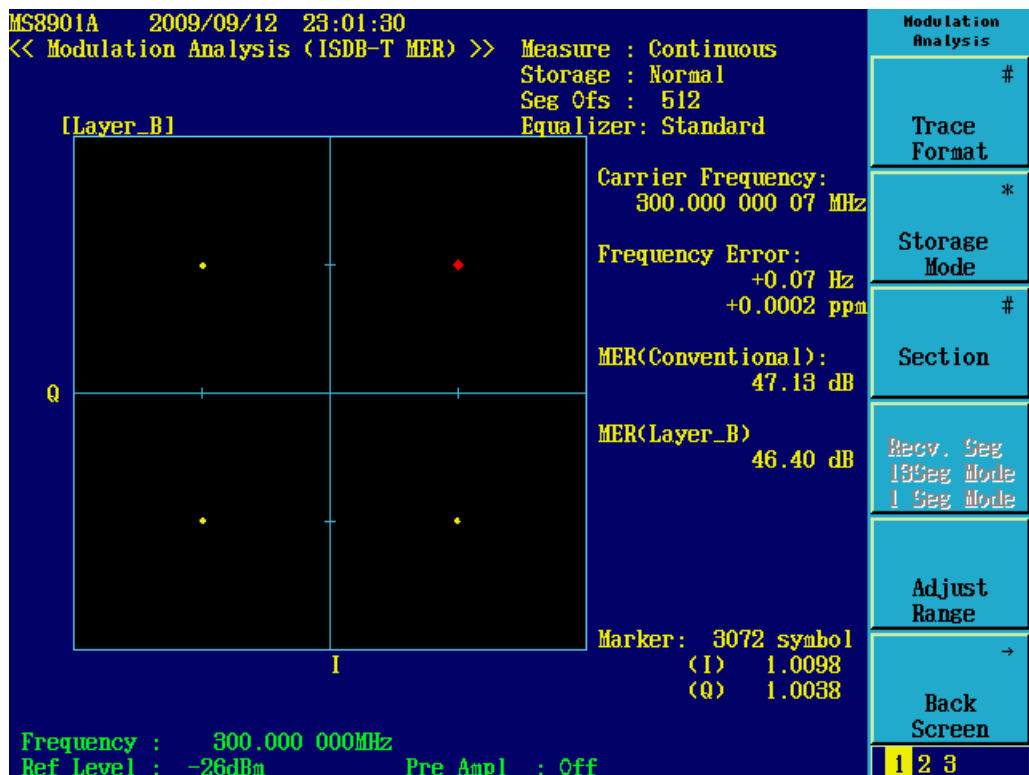 MS8901A 2009/09/12 23:01:30
<< Modulation Analysis (ISDB-T MER) >>
Measure : Continuous
Storage : Normal
Seg Ofs : 512
Equalizer: Standard
[Layer_B]
Q
I
Carrier Frequency:
300.000 000 07 MHz
Frequency Error:
+0.07 Hz
+0.0002 ppm
MER(Conventional):
47.13 dB
MER(Layer_B)
46.40 dB
Marker: 3072 symbol
(I) 1.0098
(Q) 1.0038
Frequency : 300.000 000MHz
Ref Level : -26dBm Pre Ampl : Off
Modulation
Analysis
#
Trace
Format
*
Storage
Mode
#
Section
Recv. Seg
13Seg Mode
1 Seg Mode
Adjust
Range
→
Back
Screen
1 2 3